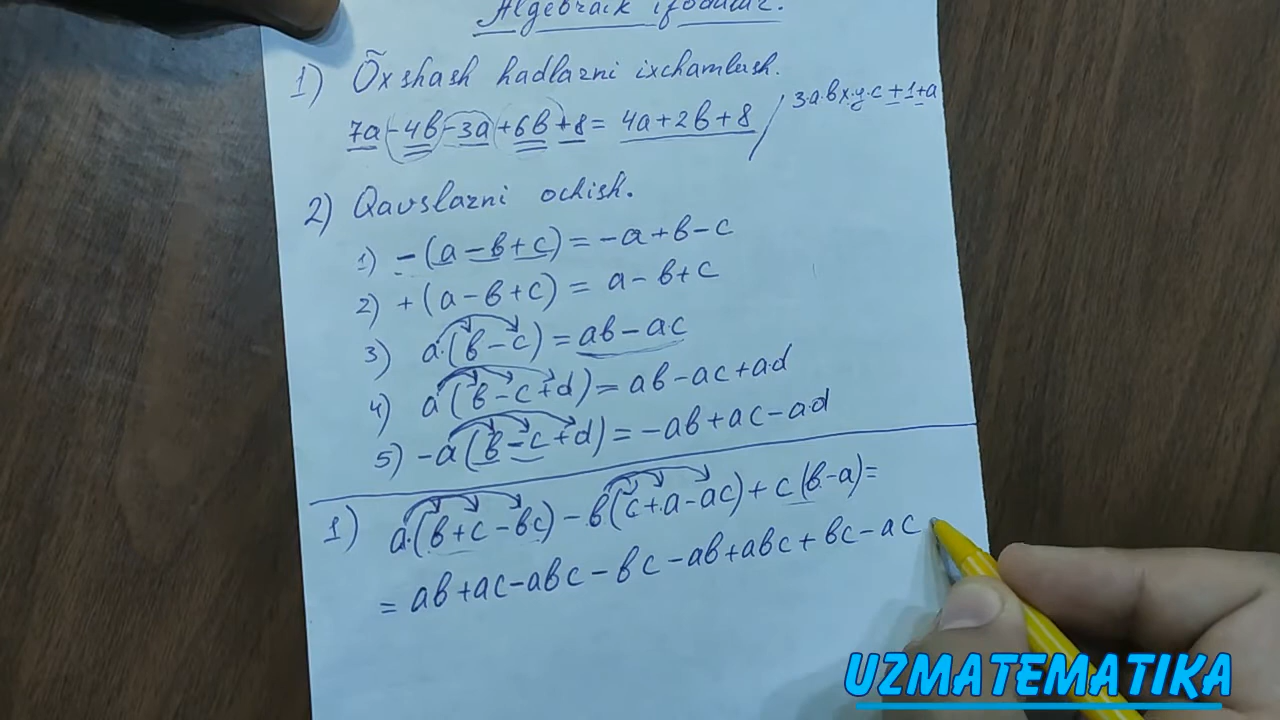 Algebraik ifodalar.
1) Õxshash hadlarni ixchamlash.
7a-4b-3a+6b+8= 4a+2b+8 / 3·a·bx·y·c+1+a
2) Qavslarni ochish.
1) -(a-b+c)=-a+b-c
2) +(a-b+c)= a-b+c
3) a·(b-c)=ab-ac
4) a(b-c+d)=ab-ac+a·d
5) -a(b-c+d)=-ab+ac-a·d
1) a·(b+c-bc)-b(c+a-ac)+c(b-a)=
= ab+ac-abc-bc-ab+abc+bc-ac
UZMATEMATIKA